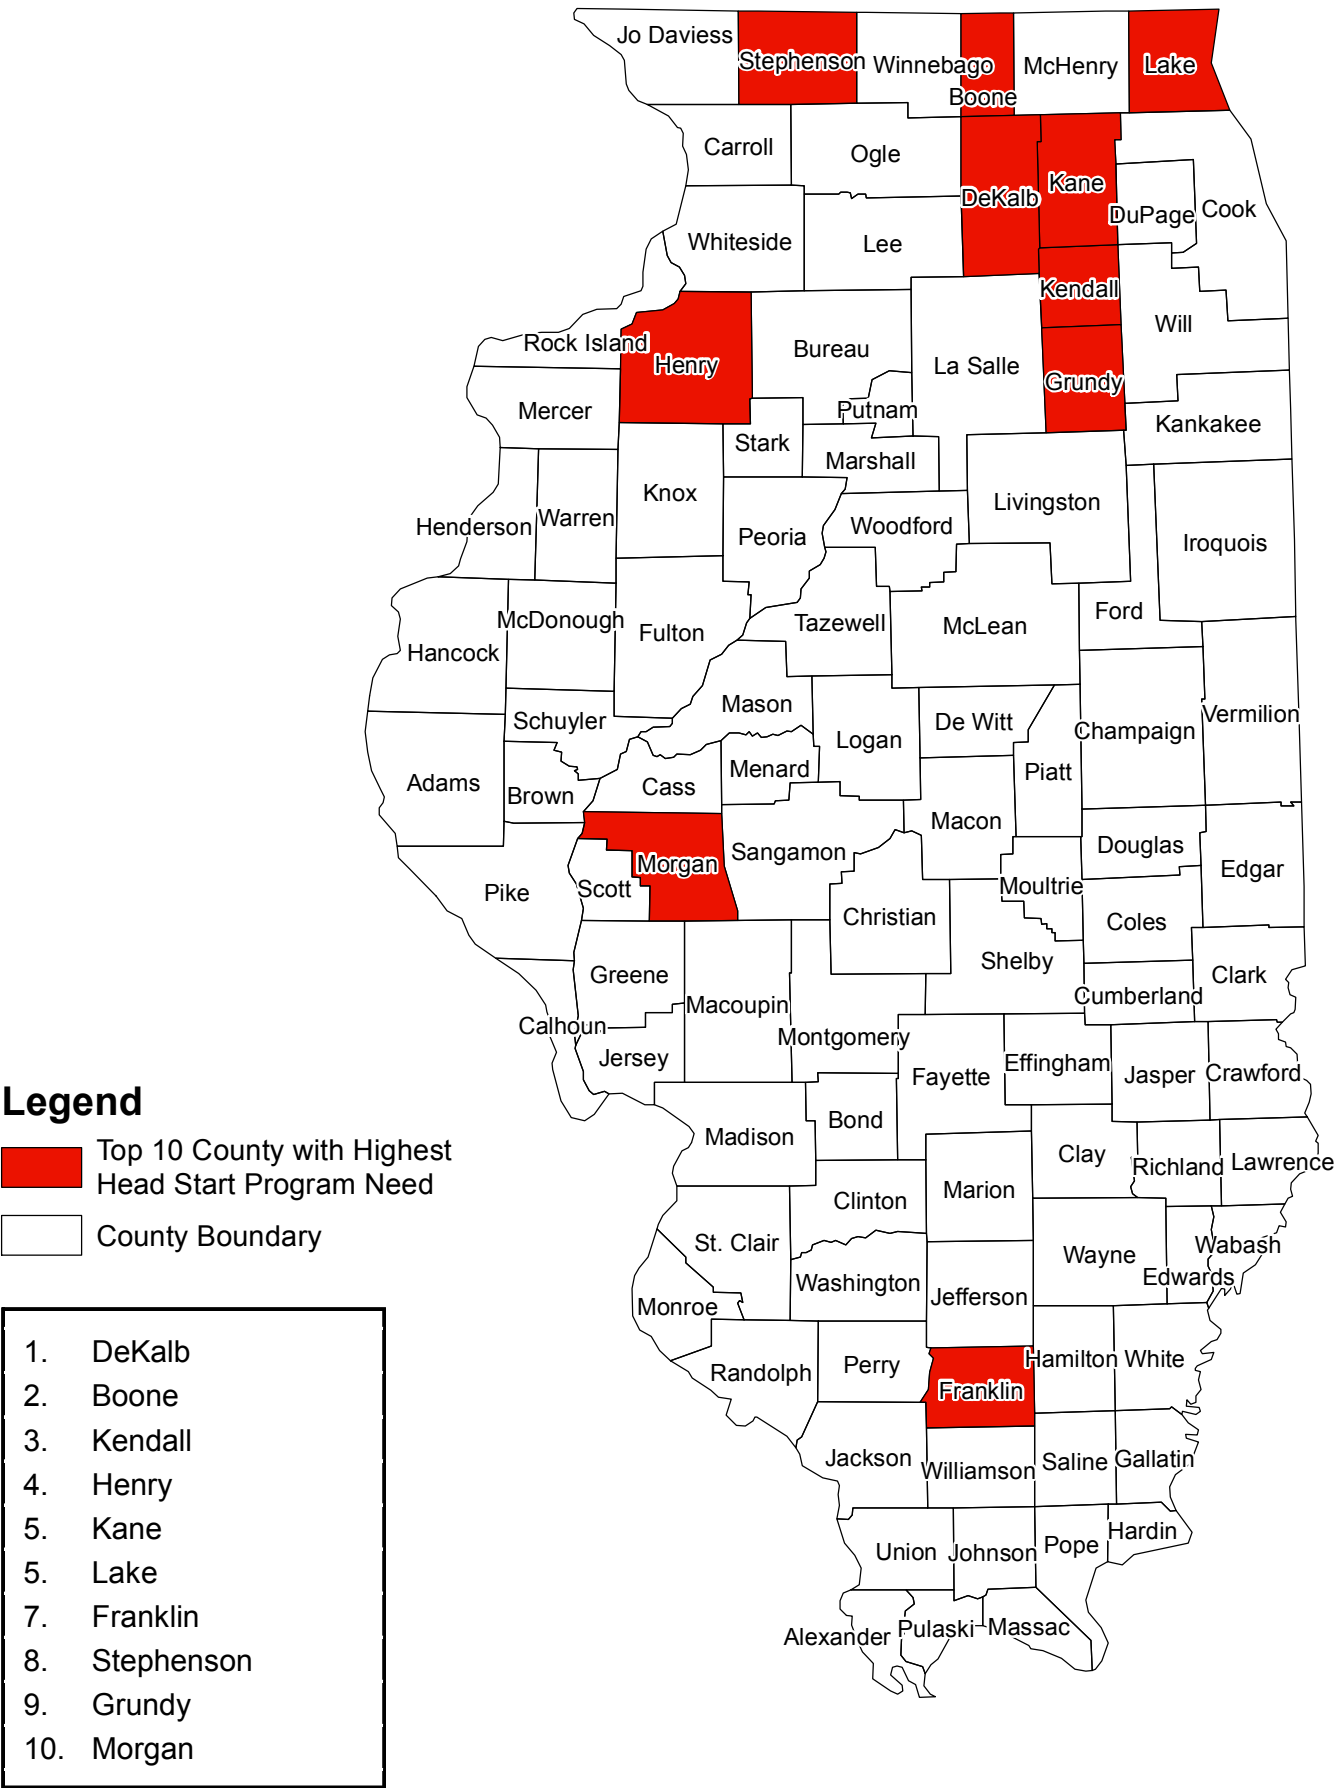 Jo Daviess
Stephenson
Winnebago
Boone
McHenry
Lake
Carroll
Ogle
DeKalb
Kane
DuPage
Cook
Whiteside
Lee
Kendall
Will
Rock Island
Henry
Bureau
La Salle
Grundy
Mercer
Putnam
Kankakee
Stark
Marshall
Knox
Livingston
Henderson
Warren
Peoria
Woodford
Iroquois
McDonough
Fulton
Tazewell
McLean
Ford
Hancock
Mason
Schuyler
Logan
De Witt
Champaign
Vermilion
Adams
Brown
Cass
Menard
Piatt
Macon
Morgan
Sangamon
Douglas
Edgar
Pike
Scott
Christian
Moultrie
Coles
Greene
Macoupin
Shelby
Cumberland
Clark
Calhoun
Jersey
Montgomery
Fayette
Effingham
Jasper
Crawford
Madison
Bond
Clay
Richland
Lawrence
Clinton
Marion
St. Clair
Wayne
Wabash
Edwards
Washington
Jefferson
Monroe
Randolph
Perry
Franklin
Hamilton
White
Jackson
Williamson
Saline
Gallatin
Union
Johnson
Pope
Hardin
Alexander
Pulaski
Massac
Legend
Top 10 County with Highest
Head Start Program Need
County Boundary
1. DeKalb
2. Boone
3. Kendall
4. Henry
5. Kane
5. Lake
7. Franklin
8. Stephenson
9. Grundy
10. Morgan